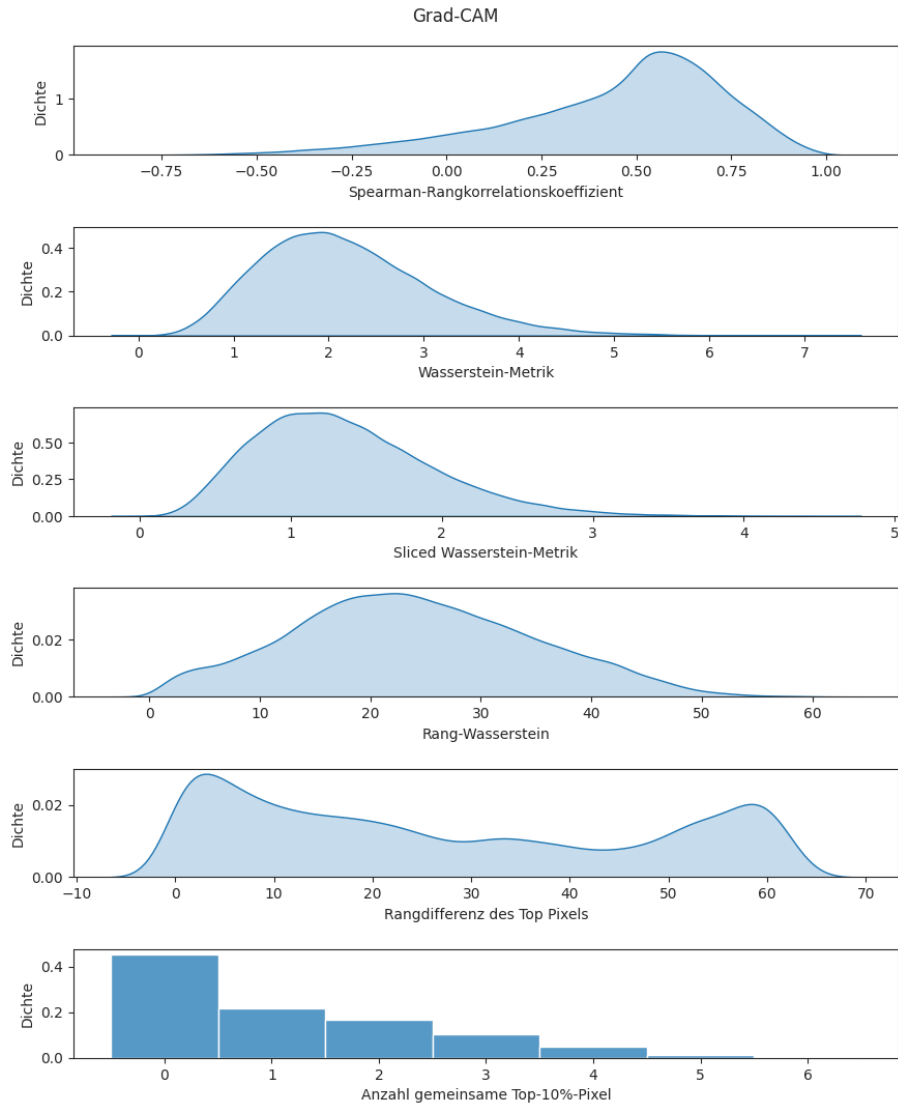 Grad-CAM
1
0
Dichte
−0.75 −0.50 −0.25 0.00 0.25 0.50 0.75 1.00
Spearman-Rangkorrelationskoeffizient
0.4
0.2
0.0
Dichte
0 1 2 3 4 5 6 7
Wasserstein-Metrik
0.50
0.25
0.00
Dichte
0 1 2 3 4 5
Sliced Wasserstein-Metrik
0.02
0.00
Dichte
0 10 20 30 40 50 60
Rang-Wasserstein
0.02
0.00
Dichte
−10 0 10 20 30 40 50 60 70
Rangdifferenz des Top Pixels
0.4
0.2
0.0
Dichte
0 1 2 3 4 5 6
Anzahl gemeinsame Top-10%-Pixel